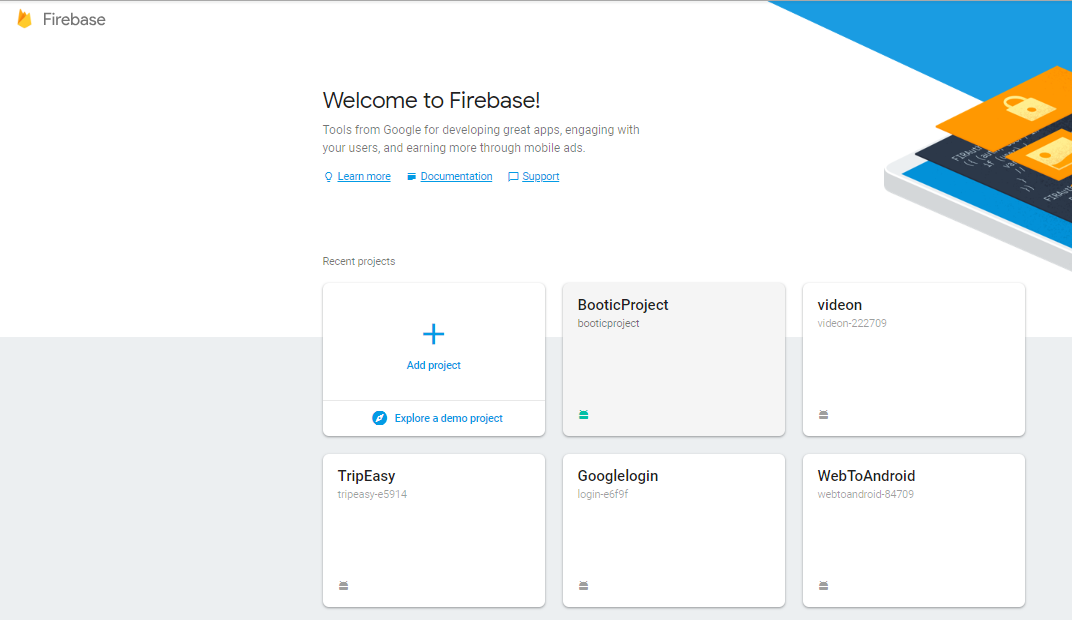 Firebase
Welcome to Firebase!
Tools from Google for developing great apps, engaging with
your users, and earning more through mobile ads.
Learn more Documentation Support
Recent projects
Add project
Explore a demo project
BooticProject
booticproject
videon
videon-222709
TripEasy
tripeasy-e5914
Googlelogin
login-e6f9f
WebToAndroid
webtoandroid-84709